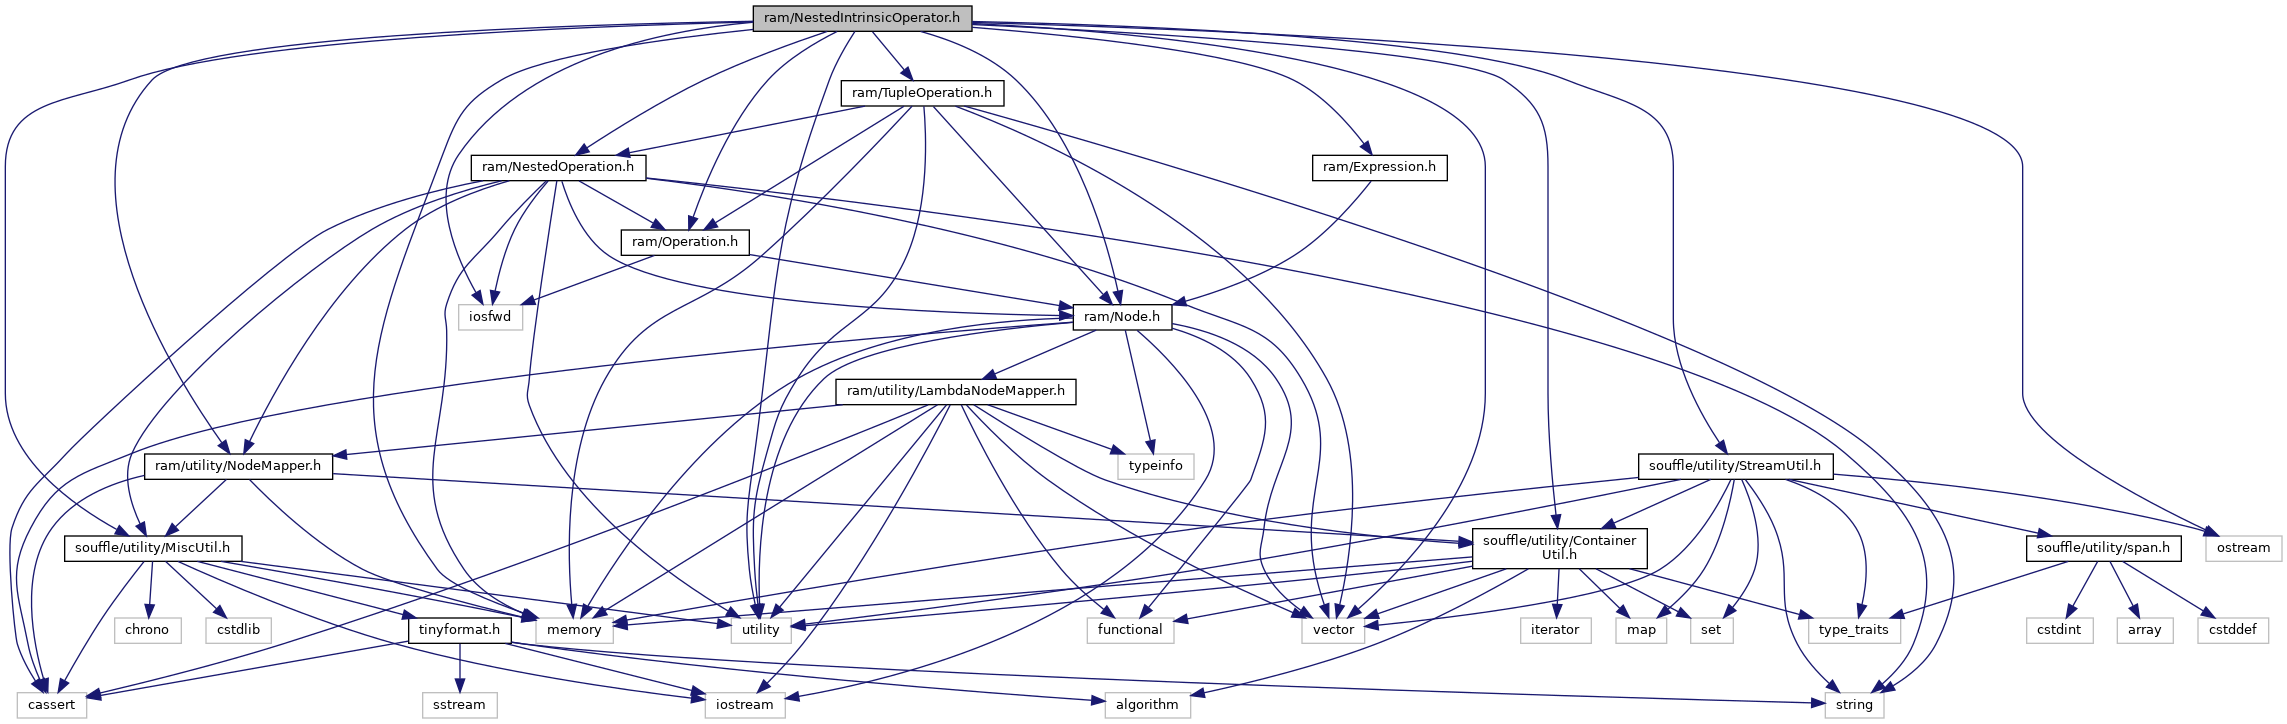 ram/NestedIntrinsicOperator.h
ram/TupleOperation.h
ram/NestedOperation.h
ram/Expression.h
ram/Operation.h
iosfwd
ram/Node.h
ram/utility/LambdaNodeMapper.h
ram/utility/NodeMapper.h
typeinfo
souffle/utility/StreamUtil.h
souffle/utility/MiscUtil.h
souffle/utility/Container
Util.h
souffle/utility/span.h
ostream
chrono
cstdlib
tinyformat.h
memory
utility
functional
vector
iterator
map
set
type_traits
cstdint
array
cstddef
cassert
sstream
iostream
algorithm
string